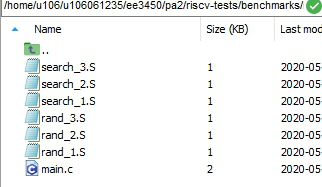 /home/u106/u106061235/ee3450/pa2/riscv-tests/benchmarks/
Name Size (KB) Last mod
..
search_3.S 1 2020-05
search_2.S 1 2020-05
search_1.S 1 2020-05
rand_3.S 1 2020-05
rand_2.S 1 2020-05
rand_1.S 1 2020-05
main.c 2 2020-05